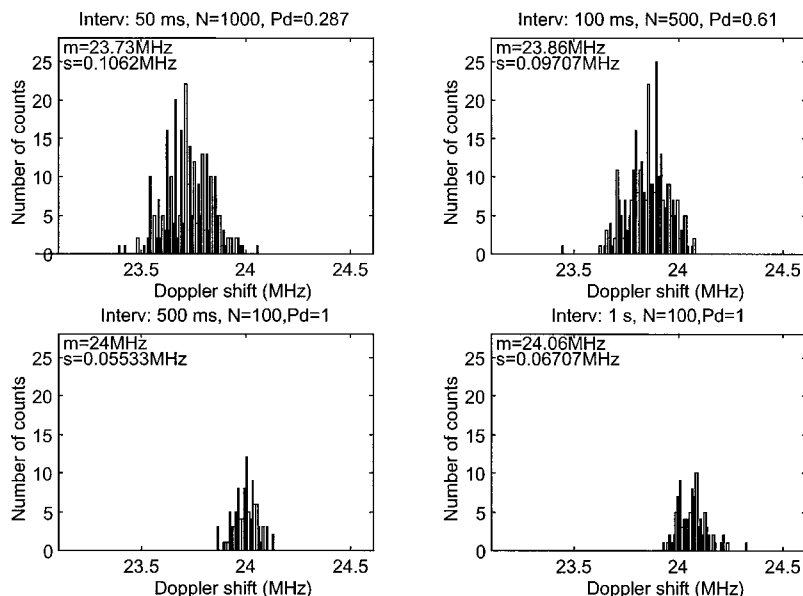 Interv: 50 ms, N=1000, Pd=0.287
m=23.73MHz
s=0.1062MHz
25
20
15
10
5
0
Number of counts
23.5
24
24.5
Doppler shift (MHz)
Interv: 100 ms, N=500, Pd=0.61
m=23.86MHz
s=0.09707MHz
25
20
15
10
5
0
Number of counts
23.5
24
24.5
Doppler shift (MHz)
Interv: 500 ms, N=100,Pd=1
m=24MHz
s=0.05533MHz
25
20
15
10
5
0
Number of counts
23.5
24
24.5
Doppler shift (MHz)
Interv: 1 s, N=100,Pd=1
m=24.06MHz
s=0.06707MHz
25
20
15
10
5
0
Number of counts
23.5
24
24.5
Doppler shift (MHz)